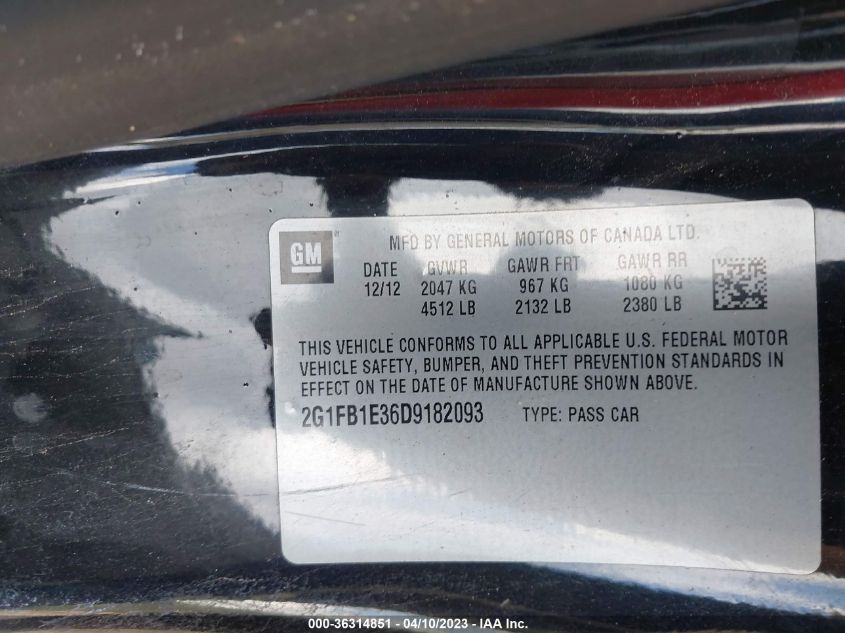 GM
MFD BY GENERAL MOTORS OF CANADA LTD.
DATE GVWR GAWR FRT GAWR RR
12/12 2047 KG 967 KG 1080 KG
4512 LB 2132 LB 2380 LB
THIS VEHICLE CONFORMS TO ALL APPLICABLE U.S. FEDERAL MOTOR
VEHICLE SAFETY, BUMPER, AND THEFT PREVENTION STANDARDS IN
EFFECT ON THE DATE OF MANUFACTURE SHOWN ABOVE.
2G1FB1E36D9182093 TYPE: PASS CAR
000-36314851 - 04/10/2023 - IAA Inc.